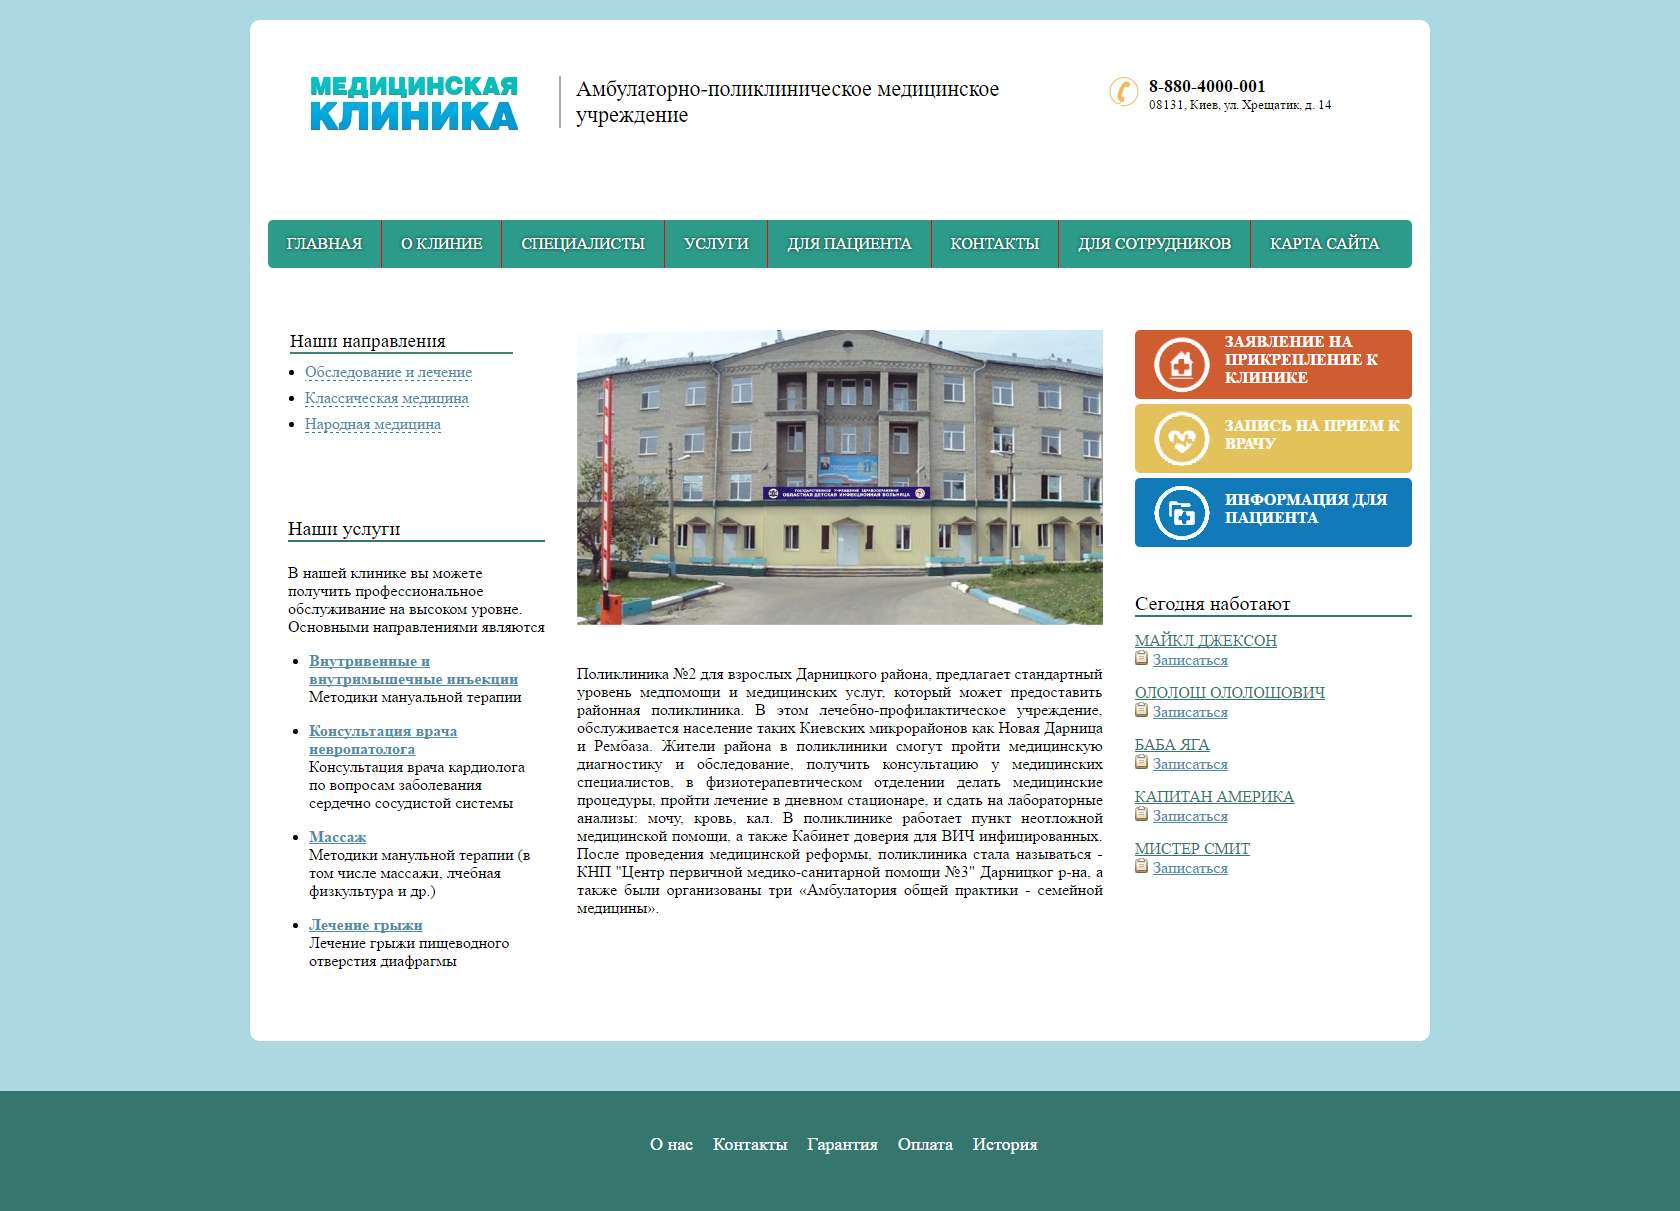 МЕДИЦИНСКАЯ
КЛИНИКА
Амбулаторно-поликлиническое медицинское
учреждение
8-880-4000-001
08131, Киев, ул. Хрещатик, д. 14
ГЛАВНАЯ
О КЛИНИЕ
СПЕЦИАЛИСТЫ
УСЛУГИ
ДЛЯ ПАЦИЕНТА
КОНТАКТЫ
ДЛЯ СОТРУДНИКОВ
КАРТА САЙТА
Наши направления
Обследование и лечение
Классическая медицина
Народная медицина
Наши услуги
В нашей клинике вы можете
получить профессиональное
обслуживание на высоком уровне.
Основными направлениями являются
Внутривенные и
внутримышечные инъекции
Методики мануальной терапии
Консультация врача
невропатолога
Консультация врача кардиолога
по вопросам заболевания
сердечно сосудистой системы
Массаж
Методики манульной терапии (в
том числе массажи, лчебная
физкультура и др.)
Лечение грыжи
Лечение грыжи пищеводного
отверстия диафрагмы
ГОСУДАРСТВЕННОЕ УЧРЕЖДЕНИЕ ЗДРАВООХРАНЕНИЯ
ОБЛАСТНАЯ ДЕТСКАЯ ИНФЕКЦИОННАЯ БОЛЬНИЦА
Поликлиника №2 для взрослых Дарницкого района, предлагает стандартный
уровень медпомощи и медицинских услуг, который может предоставить
районная поликлиника. В этом лечебно-профилактическое учреждение,
обслуживается население таких Киевских микрорайонов как Новая Дарница
и Рембаза. Жители района в поликлиники смогут пройти медицинскую
диагностику и обследование, получить консультацию у медицинских
специалистов, в физиотерапевтическом отделении делать медицинские
процедуры, пройти лечение в дневном стационаре, и сдать на лабораторные
анализы: мочу, кровь, кал. В поликлинике работает пункт неотложной
медицинской помощи, а также Кабинет доверия для ВИЧ инфицированных.
После проведения медицинской реформы, поликлиника стала называться -
КНП "Центр первичной медико-санитарной помощи №3" Дарницког р-на, а
также были организованы три «Амбулатория общей практики - семейной
медицины».
ЗАЯВЛЕНИЕ НА
ПРИКРЕПЛЕНИЕ К
КЛИНИКЕ
ЗАПИСЬ НА ПРИЕМ К
ВРАЧУ
ИНФОРМАЦИЯ ДЛЯ
ПАЦИЕНТА
Сегодня наботают
МАЙКЛ ДЖЕКСОН
Записаться
ОЛОЛОШ ОЛОЛОШОВИЧ
Записаться
БАБА ЯГА
Записаться
КАПИТАН АМЕРИКА
Записаться
МИСТЕР СМИТ
Записаться
О нас
Контакты
Гарантия
Оплата
История